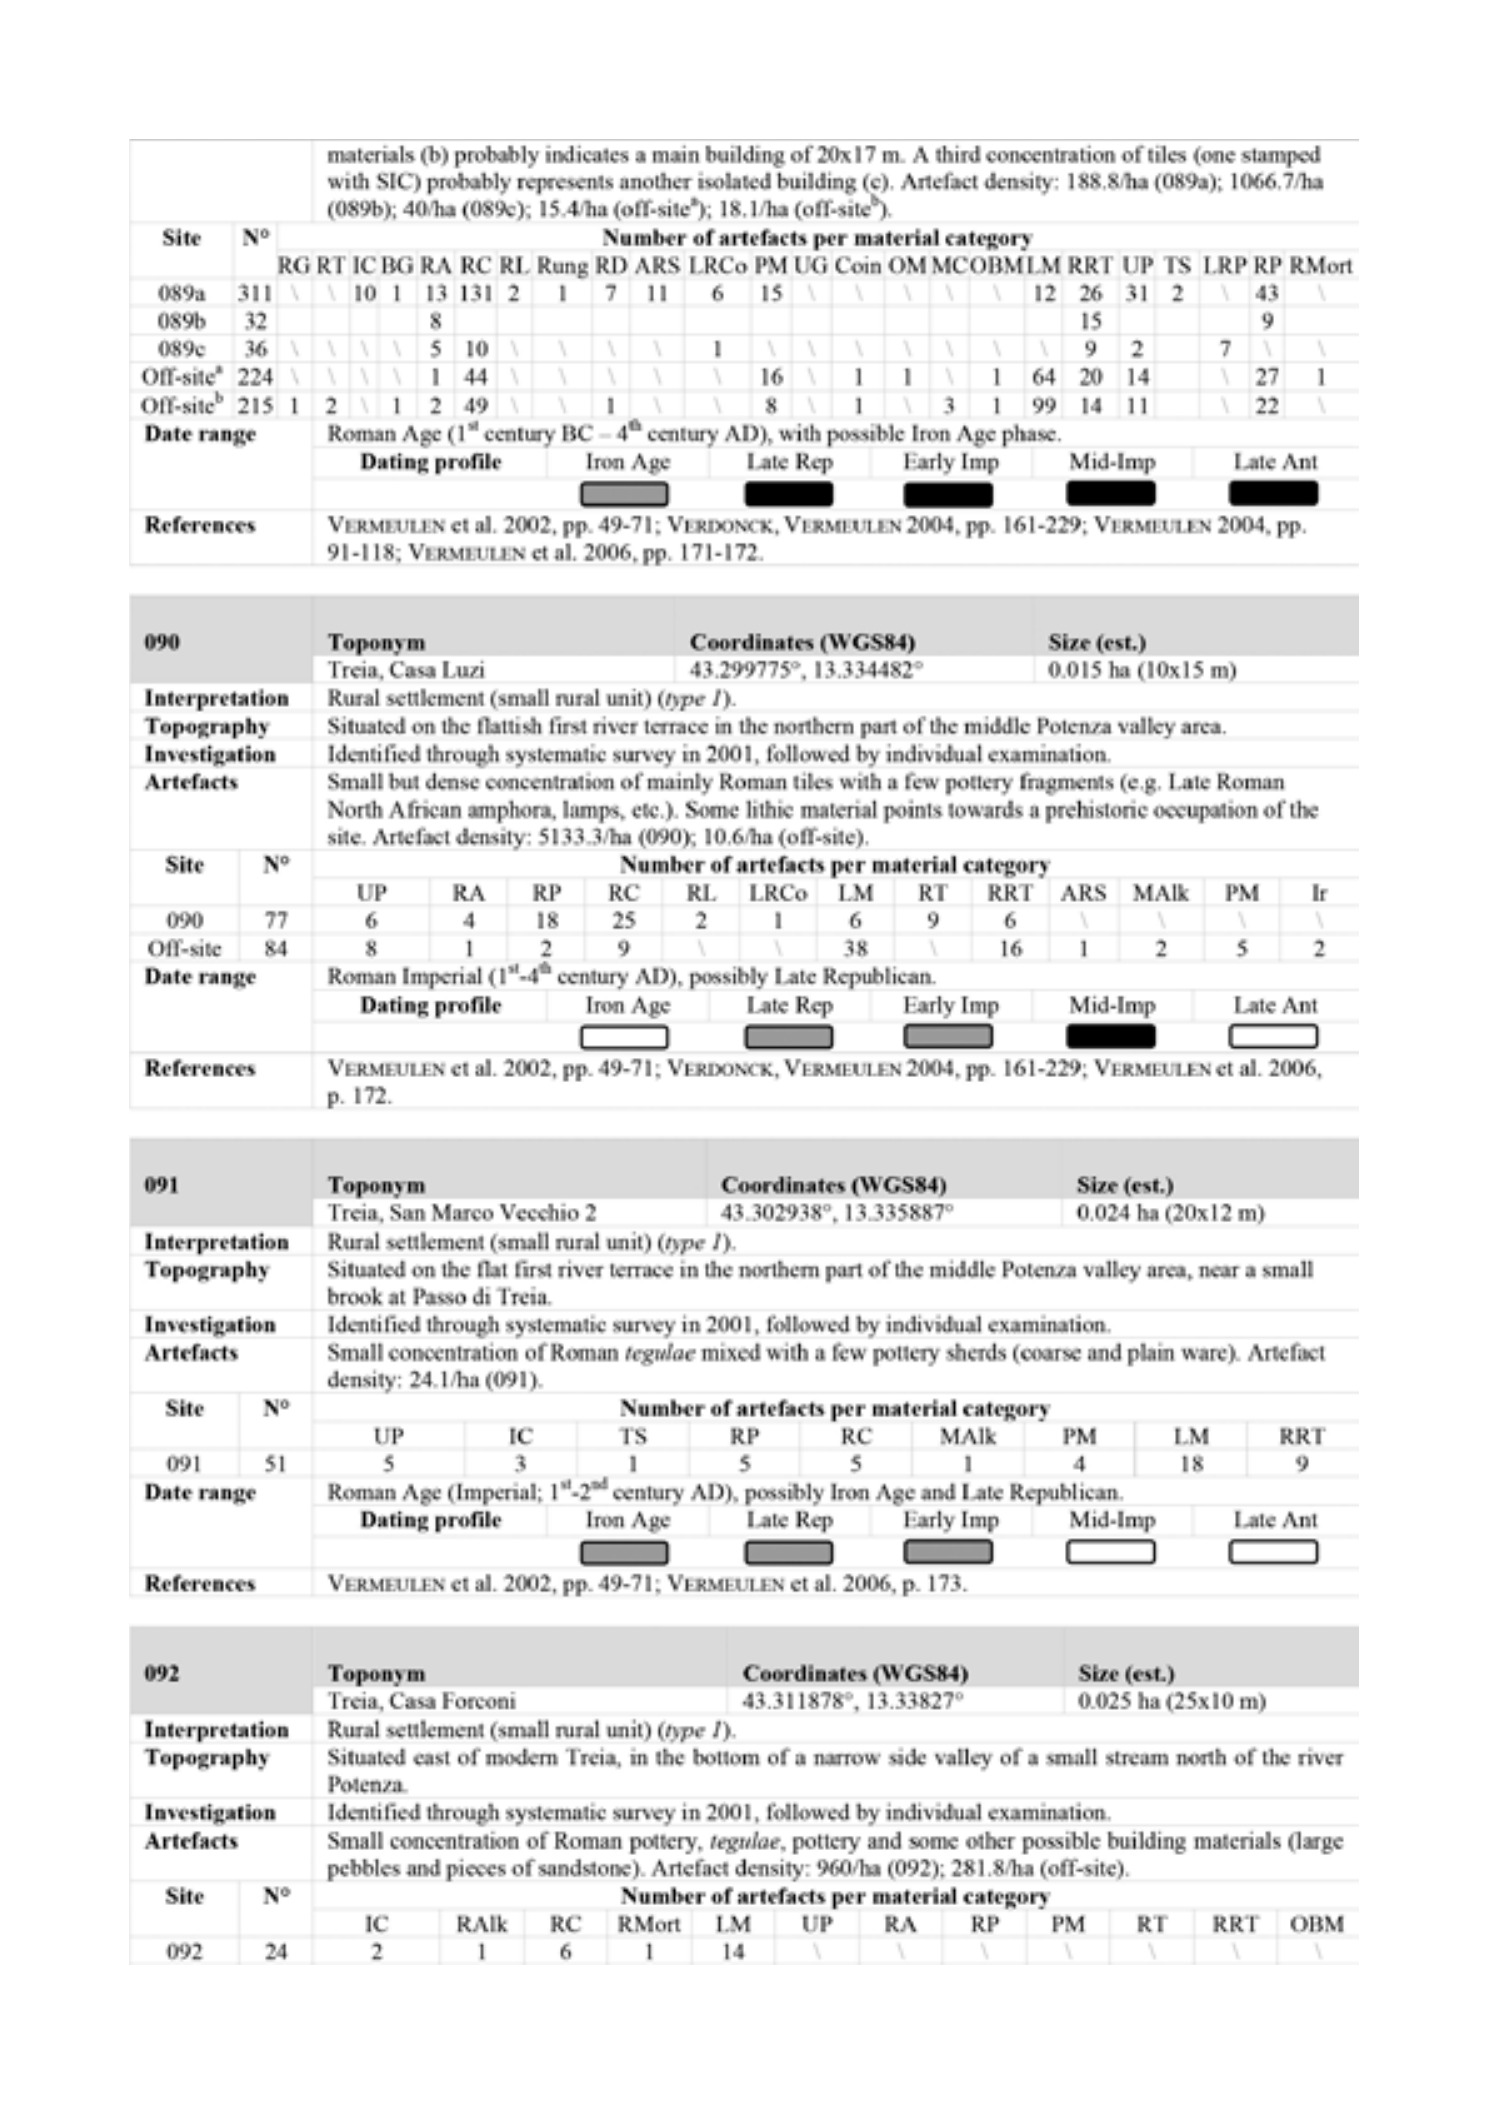 materials (b) probably indicates a main building of 20x17 m. A third concentration of tiles (one stamped
with SIC) probably represents another isolated building (c). Artefact density: 188.8/ha (089a); 1066.7/ha
(089b); 40/ha (089c); 15.4/ha (off-siteᵃ); 18.1/ha (off-siteᵇ).
Site N° Number of artefacts per material category
RG RT IC BG RA RC RL Rung RD ARS LRCo PM UG Coin OM MC OBM LM RRT UP TS LRP RP RMort
089a 311 \ \ 10 1 13 131 2 1 7 11 6 15 \ \ \ \ \ 12 26 31 2 \ 43 \
089b 32 8 15 9
089c 36 \ \ \ \ 5 10 \ \ \ \ 1 \ \ \ \ \ \ \ 9 2 7 \ \
Off-siteᵃ 224 \ \ \ \ 1 44 \ \ \ \ \ 16 \ 1 1 \ 1 64 20 14 \ 27 1
Off-siteᵇ 215 1 2 \ 1 2 49 \ \ 1 \ \ 8 \ 1 \ 3 1 99 14 11 \ 22 \
Date range Roman Age (1st century BC – 4th century AD), with possible Iron Age phase.
Dating profile Iron Age Late Rep Early Imp Mid-Imp Late Ant
References VERMEULEN et al. 2002, pp. 49-71; VERDONCK, VERMEULEN 2004, pp. 161-229; VERMEULEN 2004, pp.
91-118; VERMEULEN et al. 2006, pp. 171-172.
090 Toponym Coordinates (WGS84) Size (est.)
Treia, Casa Luzi 43.299775°, 13.334482° 0.015 ha (10x15 m)
Interpretation Rural settlement (small rural unit) (type 1).
Topography Situated on the flattish first river terrace in the northern part of the middle Potenza valley area.
Investigation Identified through systematic survey in 2001, followed by individual examination.
Artefacts Small but dense concentration of mainly Roman tiles with a few pottery fragments (e.g. Late Roman
North African amphora, lamps, etc.). Some lithic material points towards a prehistoric occupation of the
site. Artefact density: 5133.3/ha (090); 10.6/ha (off-site).
Site N° Number of artefacts per material category
UP RA RP RC RL LRCo LM RT RRT ARS MAlk PM Ir
090 77 6 4 18 25 2 1 6 9 6 \ \ \ \
Off-site 84 8 1 2 9 \ \ 38 \ 16 1 2 5 2
Date range Roman Imperial (1st-4th century AD), possibly Late Republican.
Dating profile Iron Age Late Rep Early Imp Mid-Imp Late Ant
References VERMEULEN et al. 2002, pp. 49-71; VERDONCK, VERMEULEN 2004, pp. 161-229; VERMEULEN et al. 2006,
p. 172.
091 Toponym Coordinates (WGS84) Size (est.)
Treia, San Marco Vecchio 2 43.302938°, 13.335887° 0.024 ha (20x12 m)
Interpretation Rural settlement (small rural unit) (type 1).
Topography Situated on the flat first river terrace in the northern part of the middle Potenza valley area, near a small
brook at Passo di Treia.
Investigation Identified through systematic survey in 2001, followed by individual examination.
Artefacts Small concentration of Roman tegulae mixed with a few pottery sherds (coarse and plain ware). Artefact
density: 24.1/ha (091).
Site N° Number of artefacts per material category
UP IC TS RP RC MAlk PM LM RRT
091 51 5 3 1 5 5 1 4 18 9
Date range Roman Age (Imperial; 1st-2nd century AD), possibly Iron Age and Late Republican.
Dating profile Iron Age Late Rep Early Imp Mid-Imp Late Ant
References VERMEULEN et al. 2002, pp. 49-71; VERMEULEN et al. 2006, p. 173.
092 Toponym Coordinates (WGS84) Size (est.)
Treia, Casa Forconi 43.311878°, 13.33827° 0.025 ha (25x10 m)
Interpretation Rural settlement (small rural unit) (type 1).
Topography Situated east of modern Treia, in the bottom of a narrow side valley of a small stream north of the river
Potenza.
Investigation Identified through systematic survey in 2001, followed by individual examination.
Artefacts Small concentration of Roman pottery, tegulae, pottery and some other possible building materials (large
pebbles and pieces of sandstone). Artefact density: 960/ha (092); 281.8/ha (off-site).
Site N° Number of artefacts per material category
IC RAlk RC RMort LM UP RA RP PM RT RRT OBM
092 24 2 1 6 1 14 \ \ \ \ \ \ \